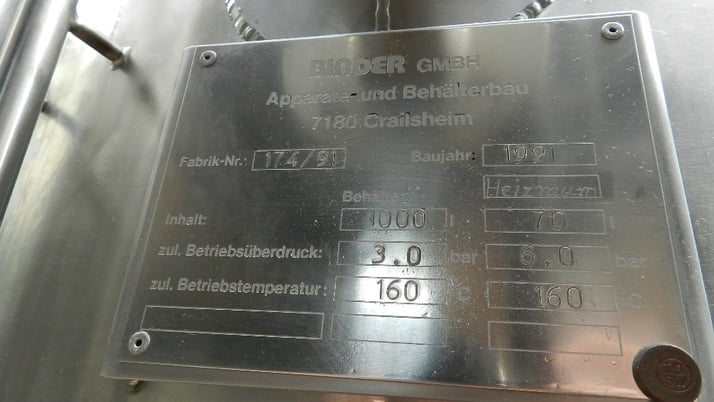 BINDER GMBH
Apparate-und Behälterbau
7180 Crailsheim
Fabrik-Nr.: 174/91 Baujahr: 1991
Behälter Heizraum
Inhalt: 1000 l 70 l
zul. Betriebsüberdruck: 3.0 bar 6.0 bar
zul. Betriebstemperatur: 160 °C 160 °C